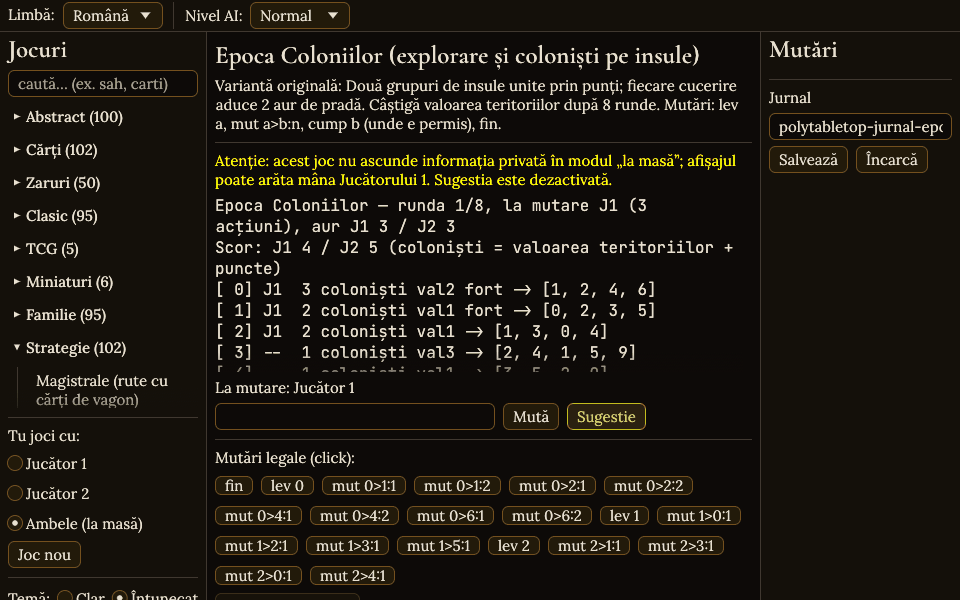 Limbă: Română Nivel AI: Normal
Jocuri
caută... (ex. sah, carti)
Abstract (100)
Cărți (102)
Zaruri (50)
Clasic (95)
TCG (5)
Miniaturi (6)
Familie (95)
Strategie (102)
Magistrale (rute cu
cărți de vagon)
Tu joci cu:
Jucător 1
Jucător 2
Ambele (la masă)
Joc nou
Temă: Clar Întunecat
Epoca Coloniilor (explorare și coloniști pe insule)
Variantă originală: Două grupuri de insule unite prin punți; fiecare cucerire
aduce 2 aur de pradă. Câștigă valoarea teritoriilor după 8 runde. Mutări: lev
a, mut a>b:n, cump b (unde e permis), fin.
Atenție: acest joc nu ascunde informația privată în modul „la masă”; afișajul
poate arăta mâna Jucătorului 1. Sugestia este dezactivată.
Epoca Coloniilor — runda 1/8, la mutare J1 (3
acțiuni), aur J1 3 / J2 3
Scor: J1 4 / J2 5 (coloniști = valoarea teritoriilor +
puncte)
[ 0] J1  3 coloniști val2 fort -> [1, 2, 4, 6]
[ 1] J1  2 coloniști val1 fort -> [0, 2, 3, 5]
[ 2] J1  2 coloniști val1 -> [1, 3, 0, 4]
[ 3] --  1 coloniști val3 -> [2, 4, 1, 5, 9]
La mutare: Jucător 1
Mută Sugestie
Mutări legale (click):
fin lev 0 mut 0>1:1 mut 0>1:2 mut 0>2:1 mut 0>2:2
mut 0>4:1 mut 0>4:2 mut 0>6:1 mut 0>6:2 lev 1 mut 1>0:1
mut 1>2:1 mut 1>3:1 mut 1>5:1 lev 2 mut 2>1:1 mut 2>3:1
mut 2>0:1 mut 2>4:1
Mutări
Jurnal
polytabletop-jurnal-epo
Salvează Încarcă